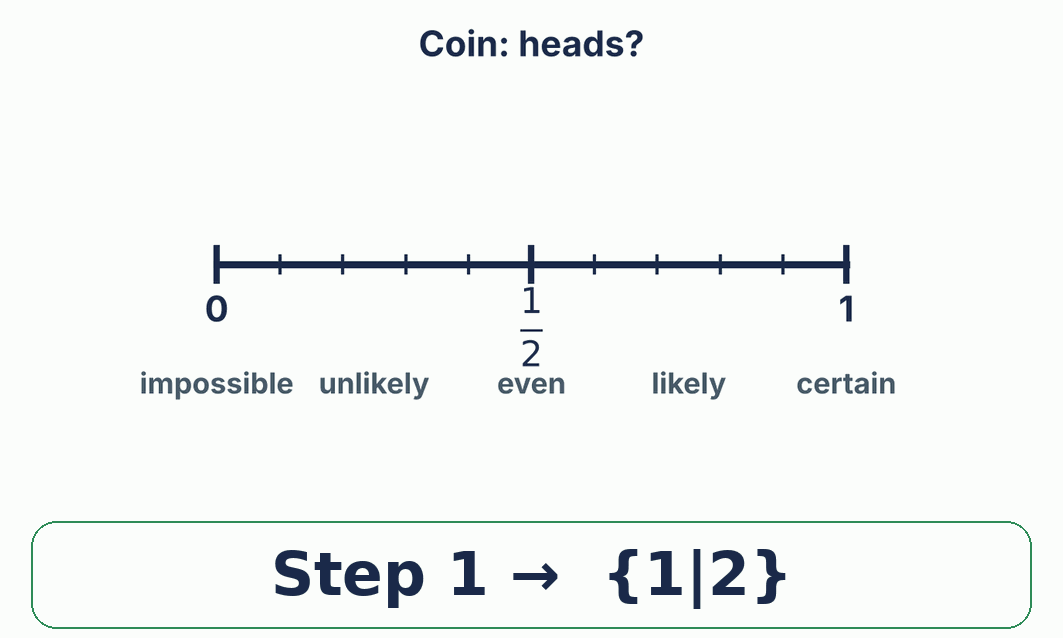 Coin: heads?
0 1/2 1
impossible unlikely even likely certain
Step 1 → {1|2}